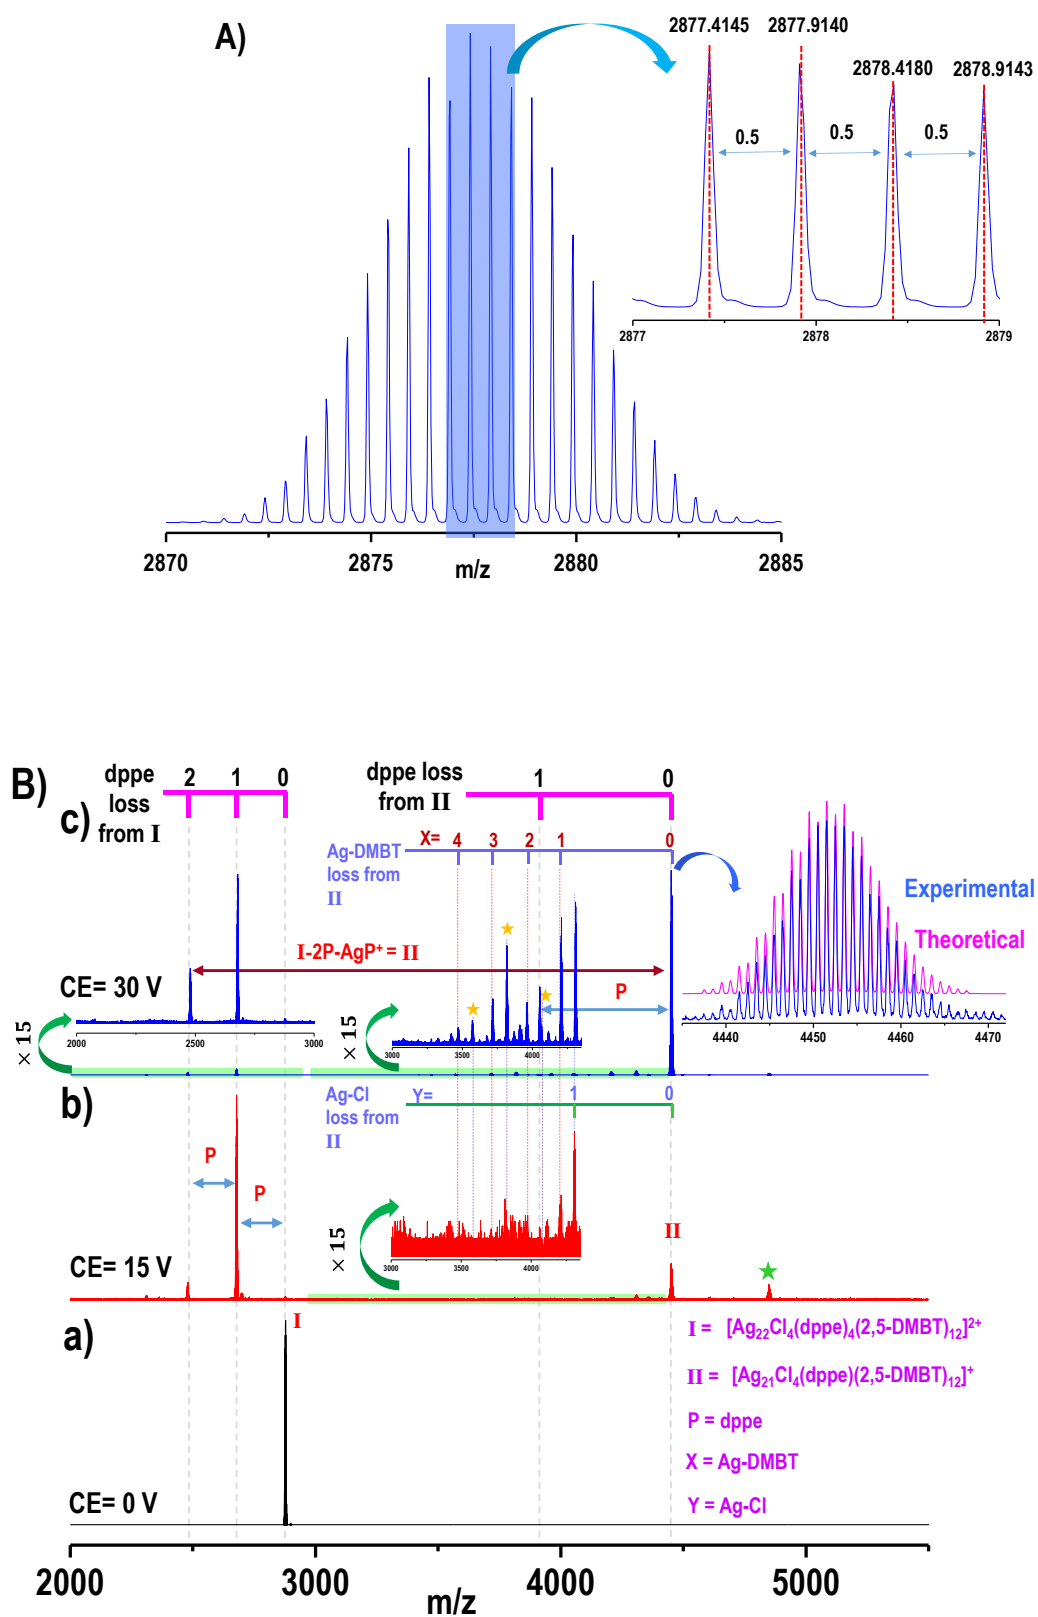 A)
2877.4145 2877.9140
2878.4180 2878.9143
0.5 0.5 0.5
2877 2878 2879
2870 2875 2880 2885
m/z
B)
dppe loss from I
2 1 0
dppe loss from II
1 0
c)
Ag-DMBT loss from II
X= 4 3 2 1 0
Experimental
Theoretical
I-2P-AgP⁺ = II
P
CE= 30 V
× 15
2000 2500 3000
× 15
3000 3500 4000
4440 4450 4460 4470
b)
Ag-Cl loss from II
Y= 1 0
P
P
× 15
3000 3500 4000
II
CE= 15 V
a)
I
I = [Ag₂₂Cl₄(dppe)₄(2,5-DMBT)₁₂]²⁺
II = [Ag₂₁Cl₄(dppe)(2,5-DMBT)₁₂]⁺
P = dppe
X = Ag-DMBT
Y = Ag-Cl
CE= 0 V
2000 3000 4000 5000
m/z